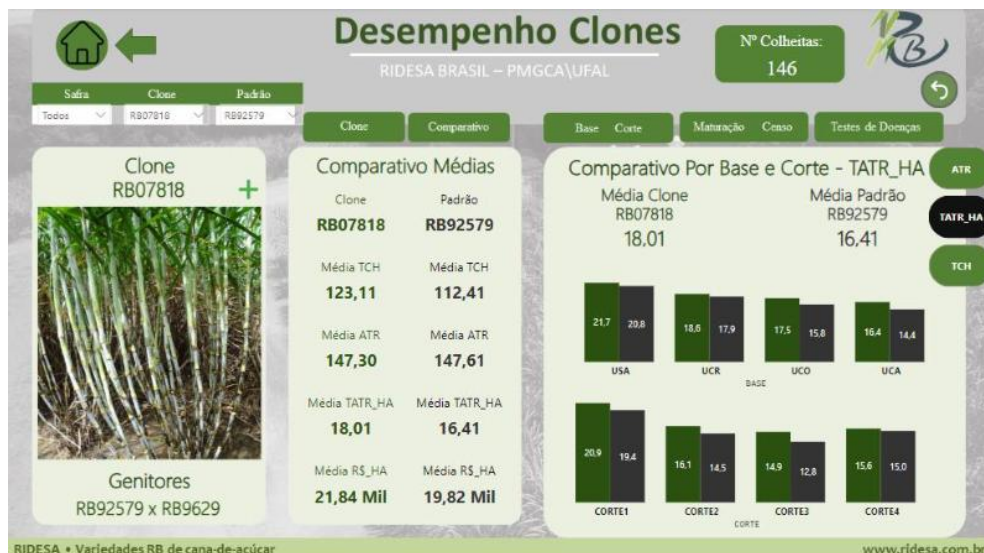 Desempenho Clones
RIDESA BRASIL – PMGCA\UFAL
Nº Colheitas:
146
RB
Safra Clone Padrão
Todos RB07818 RB92579
Clone Comparativo
Base Corte Maturação Censo Testes de Doenças
Clone
RB07818
+
Genitores
RB92579 x RB9629
Comparativo Médias
Clone Padrão
RB07818 RB92579
Média TCH Média TCH
123,11 112,41
Média ATR Média ATR
147,30 147,61
Média TATR_HA Média TATR_HA
18,01 16,41
Média R$_HA Média R$_HA
21,84 Mil 19,82 Mil
Comparativo Por Base e Corte - TATR_HA
Média Clone Média Padrão
RB07818 RB92579
18,01 16,41
ATR
TATR_HA
TCH
21,7 20,8 18,6 17,9 17,5 15,8 16,4 14,4
USA UCR UCO UCA
BASE
20,9 19,4 16,1 14,5 14,9 12,8 15,6 15,0
CORTE1 CORTE2 CORTE3 CORTE4
CORTE
RIDESA • Variedades RB de cana-de-açúcar www.ridesa.com.br